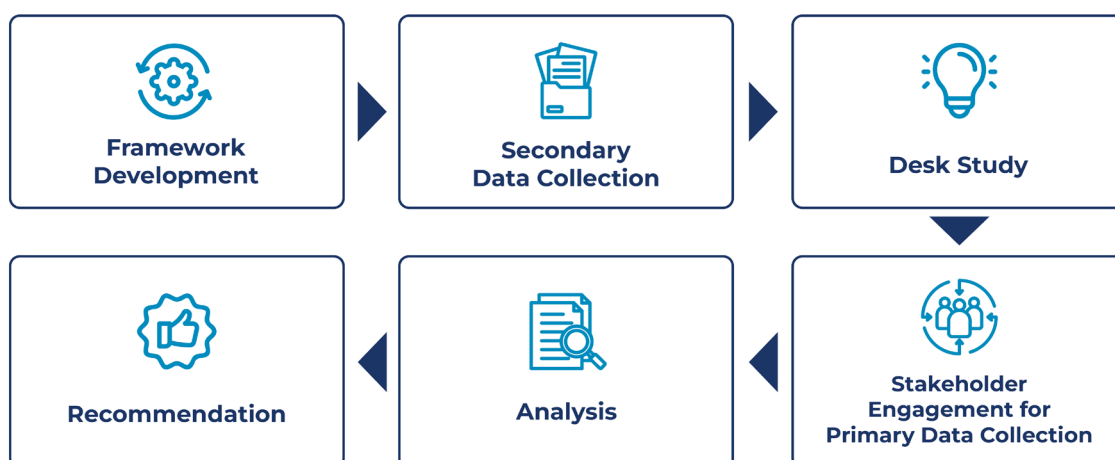 Framework
Development
Secondary
Data Collection
Desk Study
Recommendation
Analysis
Stakeholder
Engagement for
Primary Data Collection